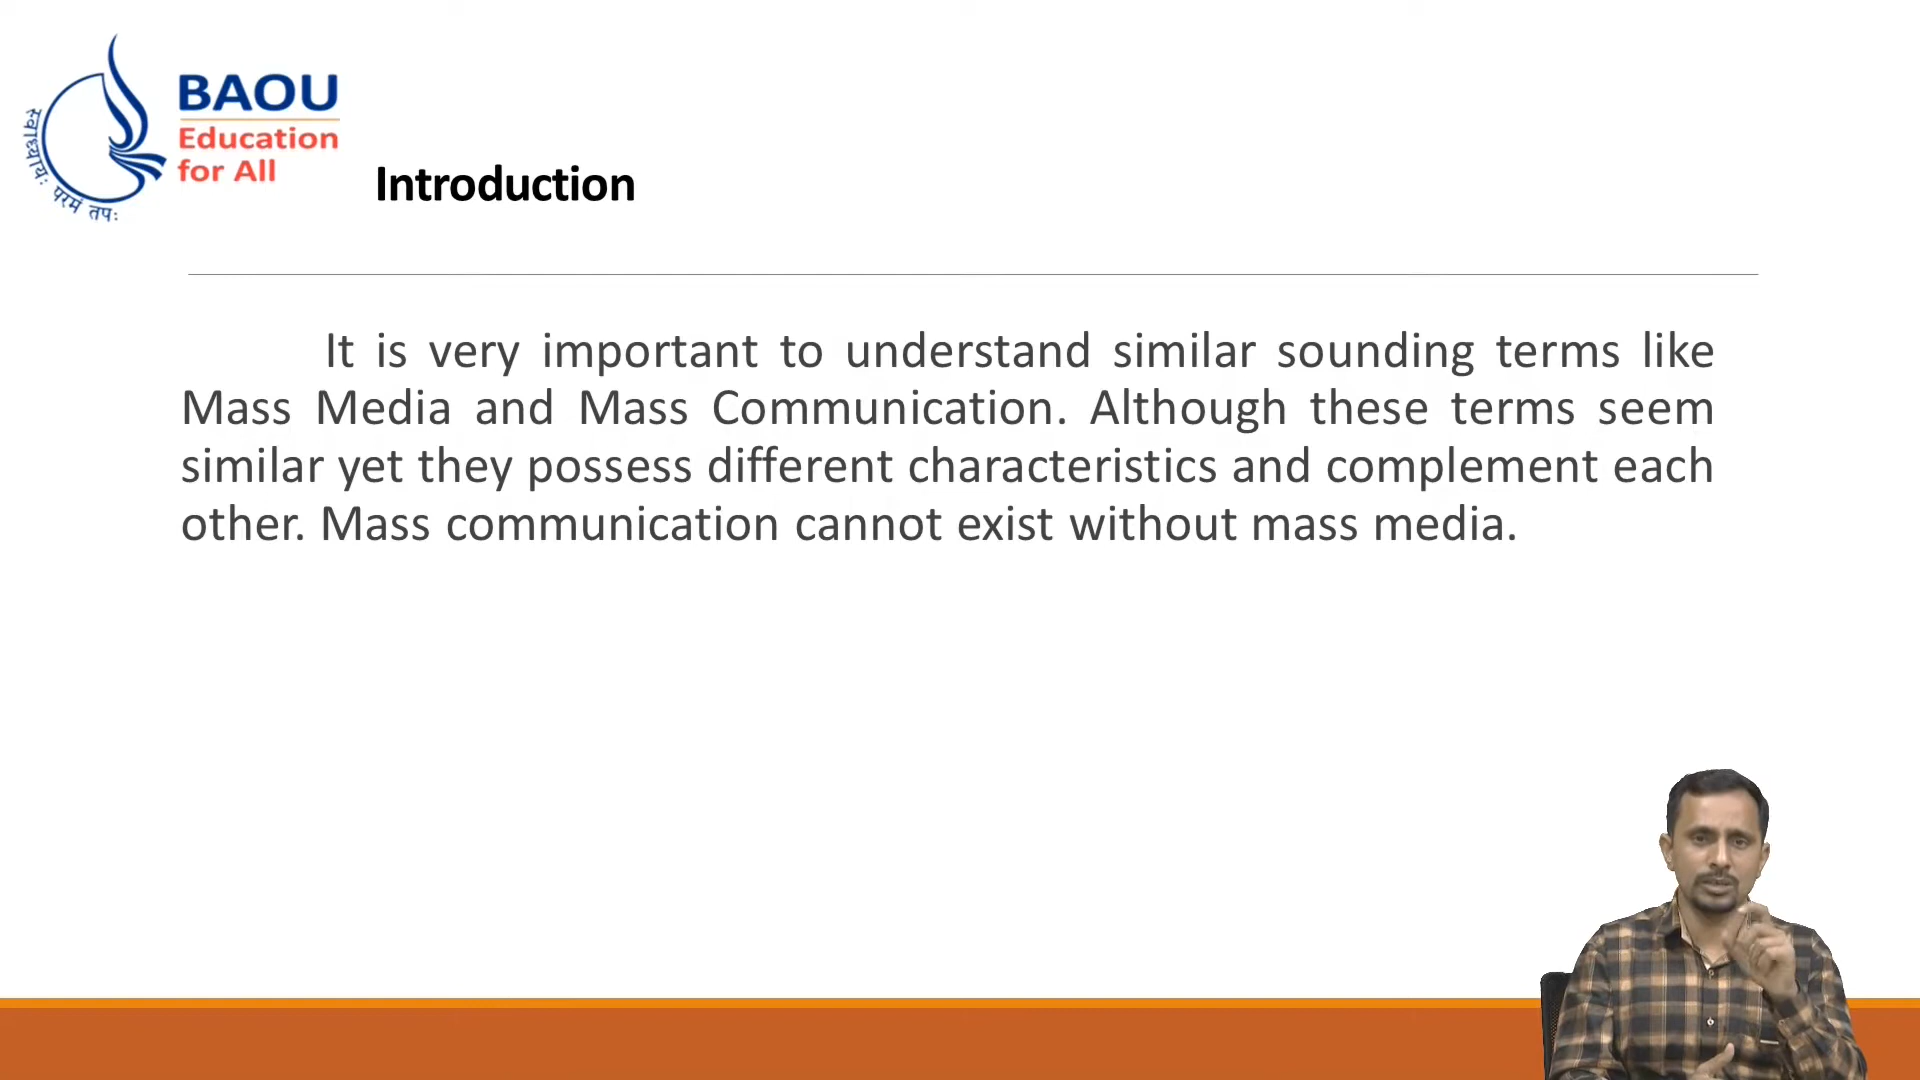 BAOU
Education
for All
स्वाध्यायः परमं तपः
Introduction
It is very important to understand similar sounding terms like
Mass Media and Mass Communication. Although these terms seem
similar yet they possess different characteristics and complement each
other. Mass communication cannot exist without mass media.